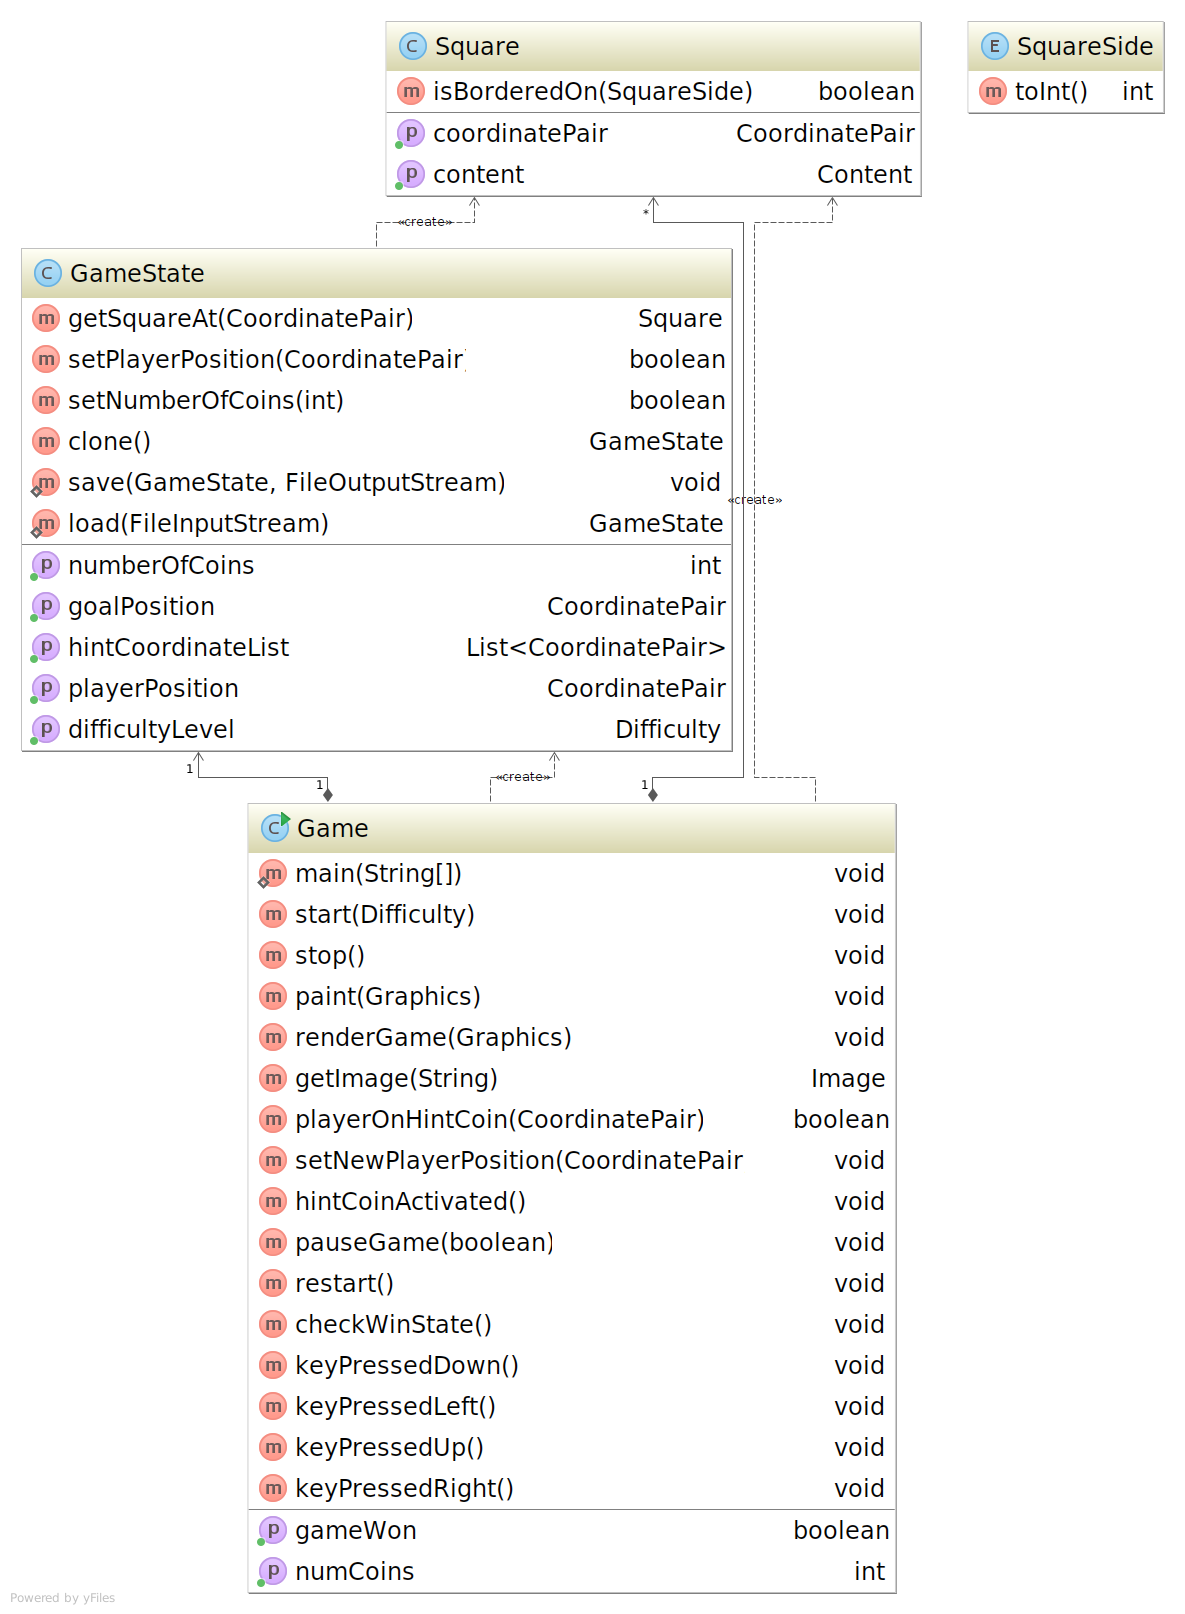 C Square
m isBorderedOn(SquareSide) boolean
p coordinatePair CoordinatePair
p content Content
E SquareSide
m toInt() int
«create»
*
«create»
C GameState
m getSquareAt(CoordinatePair) Square
m setPlayerPosition(CoordinatePair) boolean
m setNumberOfCoins(int) boolean
m clone() GameState
m save(GameState, FileOutputStream) void
m load(FileInputStream) GameState
p numberOfCoins int
p goalPosition CoordinatePair
p hintCoordinateList List<CoordinatePair>
p playerPosition CoordinatePair
p difficultyLevel Difficulty
1
1
«create»
1
C Game
m main(String[]) void
m start(Difficulty) void
m stop() void
m paint(Graphics) void
m renderGame(Graphics) void
m getImage(String) Image
m playerOnHintCoin(CoordinatePair) boolean
m setNewPlayerPosition(CoordinatePair void
m hintCoinActivated() void
m pauseGame(boolean) void
m restart() void
m checkWinState() void
m keyPressedDown() void
m keyPressedLeft() void
m keyPressedUp() void
m keyPressedRight() void
p gameWon boolean
p numCoins int
Powered by yFiles